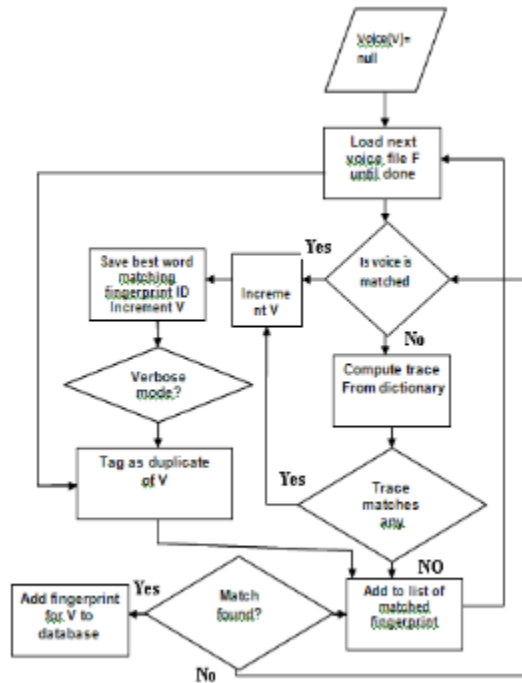 Voice(V)=
null
Load next
voice file F
until done
Yes
Is voice is
matched
Save best word
matching
fingerprint ID
Increment V
Increme
nt V
No
Verbose
mode?
Compute trace
From dictionary
Tag as duplicate
of V
Yes
Trace
matches
any
NO
Add fingerprint
for V to
database
Yes
Match
found?
Add to list of
matched
fingerprint
No